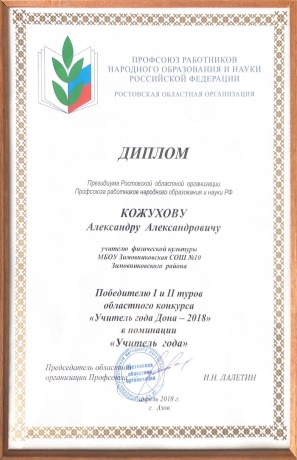 ПРОФСОЮЗ РАБОТНИКОВ
НАРОДНОГО ОБРАЗОВАНИЯ И НАУКИ
РОССИЙСКОЙ ФЕДЕРАЦИИ
РОСТОВСКАЯ ОБЛАСТНАЯ ОРГАНИЗАЦИЯ
ДИПЛОМ
Президиума Ростовской областной организации
Профсоюза работников народного образования и науки РФ
КОЖУХОВУ
Александру Александровичу
учителю физической культуры
МБОУ Зимовниковская СОШ №10
Зимовниковского района
Победителю I и II туров
областного конкурса
«Учитель года Дона – 2018»
в номинации
«Учитель года»
Председатель областной
организации Профсоюза
И.Н. ЛАЛЕТИН
апрель 2018 г.
г. Азов